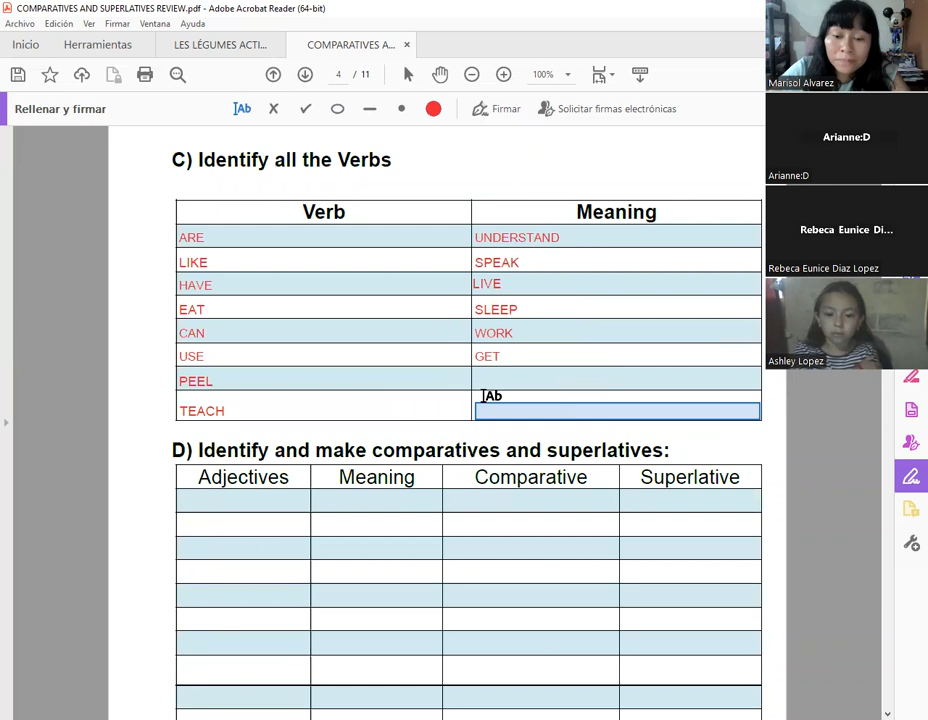 COMPARATIVES AND SUPERLATIVES REVIEW.pdf - Adobe Acrobat Reader (64-bit)
Archivo Edición Ver Firmar Ventana Ayuda
Inicio Herramientas LES LÉGUMES ACTI... COMPARATIVES A... ×
4 / 11 100%
Rellenar y firmar Ab Firmar Solicitar firmas electrónicas
C) Identify all the Verbs
Verb Meaning
ARE UNDERSTAND
LIKE SPEAK
HAVE LIVE
EAT SLEEP
CAN WORK
USE GET
PEEL
Ab
TEACH
D) Identify and make comparatives and superlatives:
Adjectives Meaning Comparative Superlative
Marisol Alvarez
Arianne:D
Arianne:D
Rebeca Eunice Di...
Rebeca Eunice Diaz Lopez
Ashley Lopez